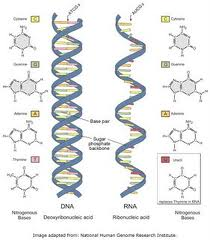 Cytosine C
C Cytosine
Guanine G
G Guanine
Base pair
Adenine A
A Adenine
Sugar
phosphate
backbone
Thymine T
U Uracil
replaces Thymine in RNA
DNA
RNA
Nitrogenous
Bases
Deoxyribonucleic acid
Ribonucleic acid
Nitrogenous
Bases
Image adapted from: National Human Genome Research Institute.